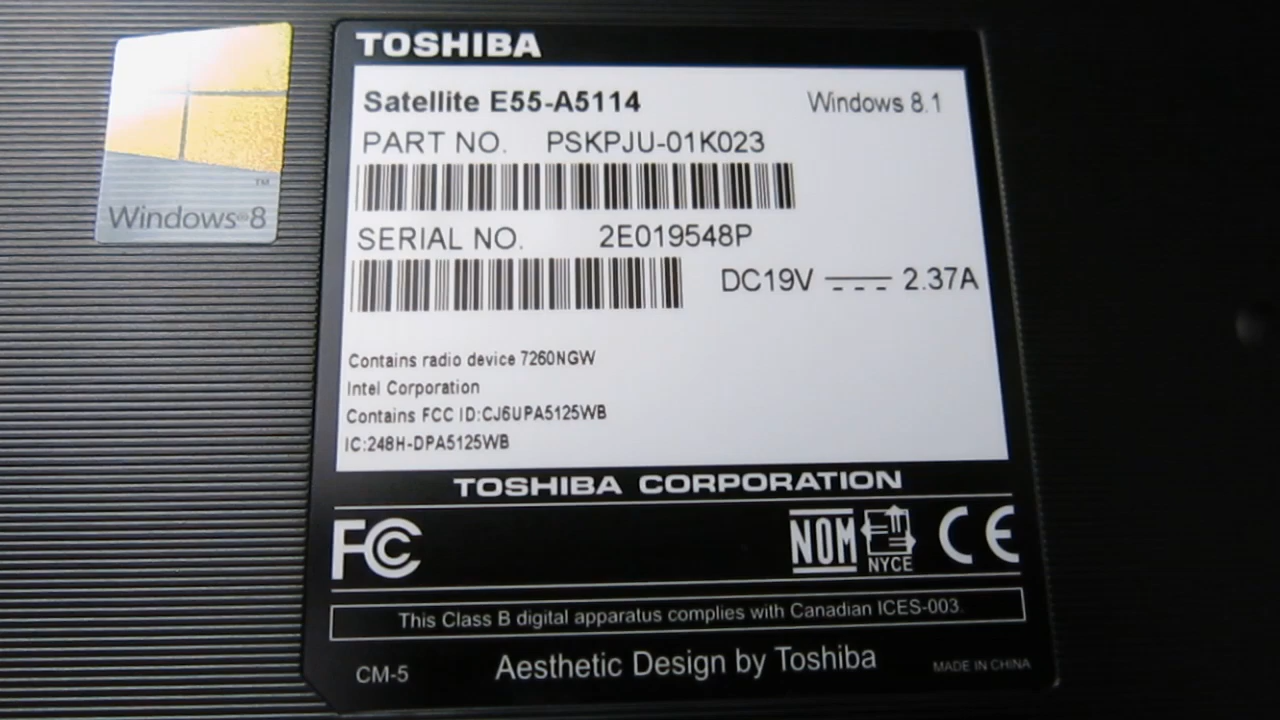 TOSHIBA
Satellite E55-A5114 Windows 8.1
PART NO. PSKPJU-01K023
SERIAL NO. 2E019548P
DC19V 2.37A
Contains radio device 7260NGW
Intel Corporation
Contains FCC ID:CJ6UPA5125WB
IC:248H-DPA5125WB
TOSHIBA CORPORATION
FC NOM NYCE CE
This Class B digital apparatus complies with Canadian ICES-003.
CM-5 Aesthetic Design by Toshiba MADE IN CHINA
TM
Windows 8